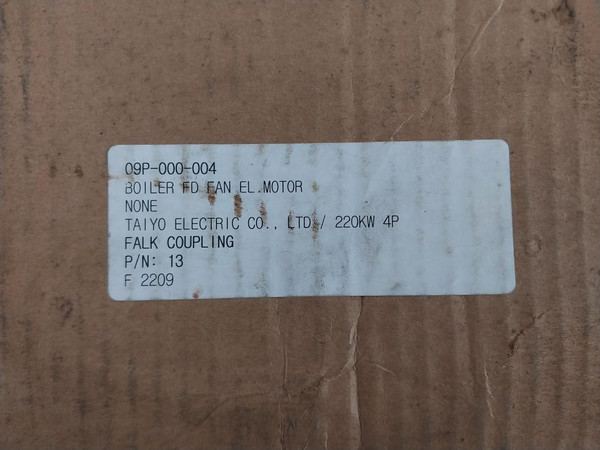 09P-000-004
BOILER FD FAN EL.MOTOR
NONE
TAIYO ELECTRIC CO., LTD / 220KW 4P
FALK COUPLING
P/N: 13
F 2209